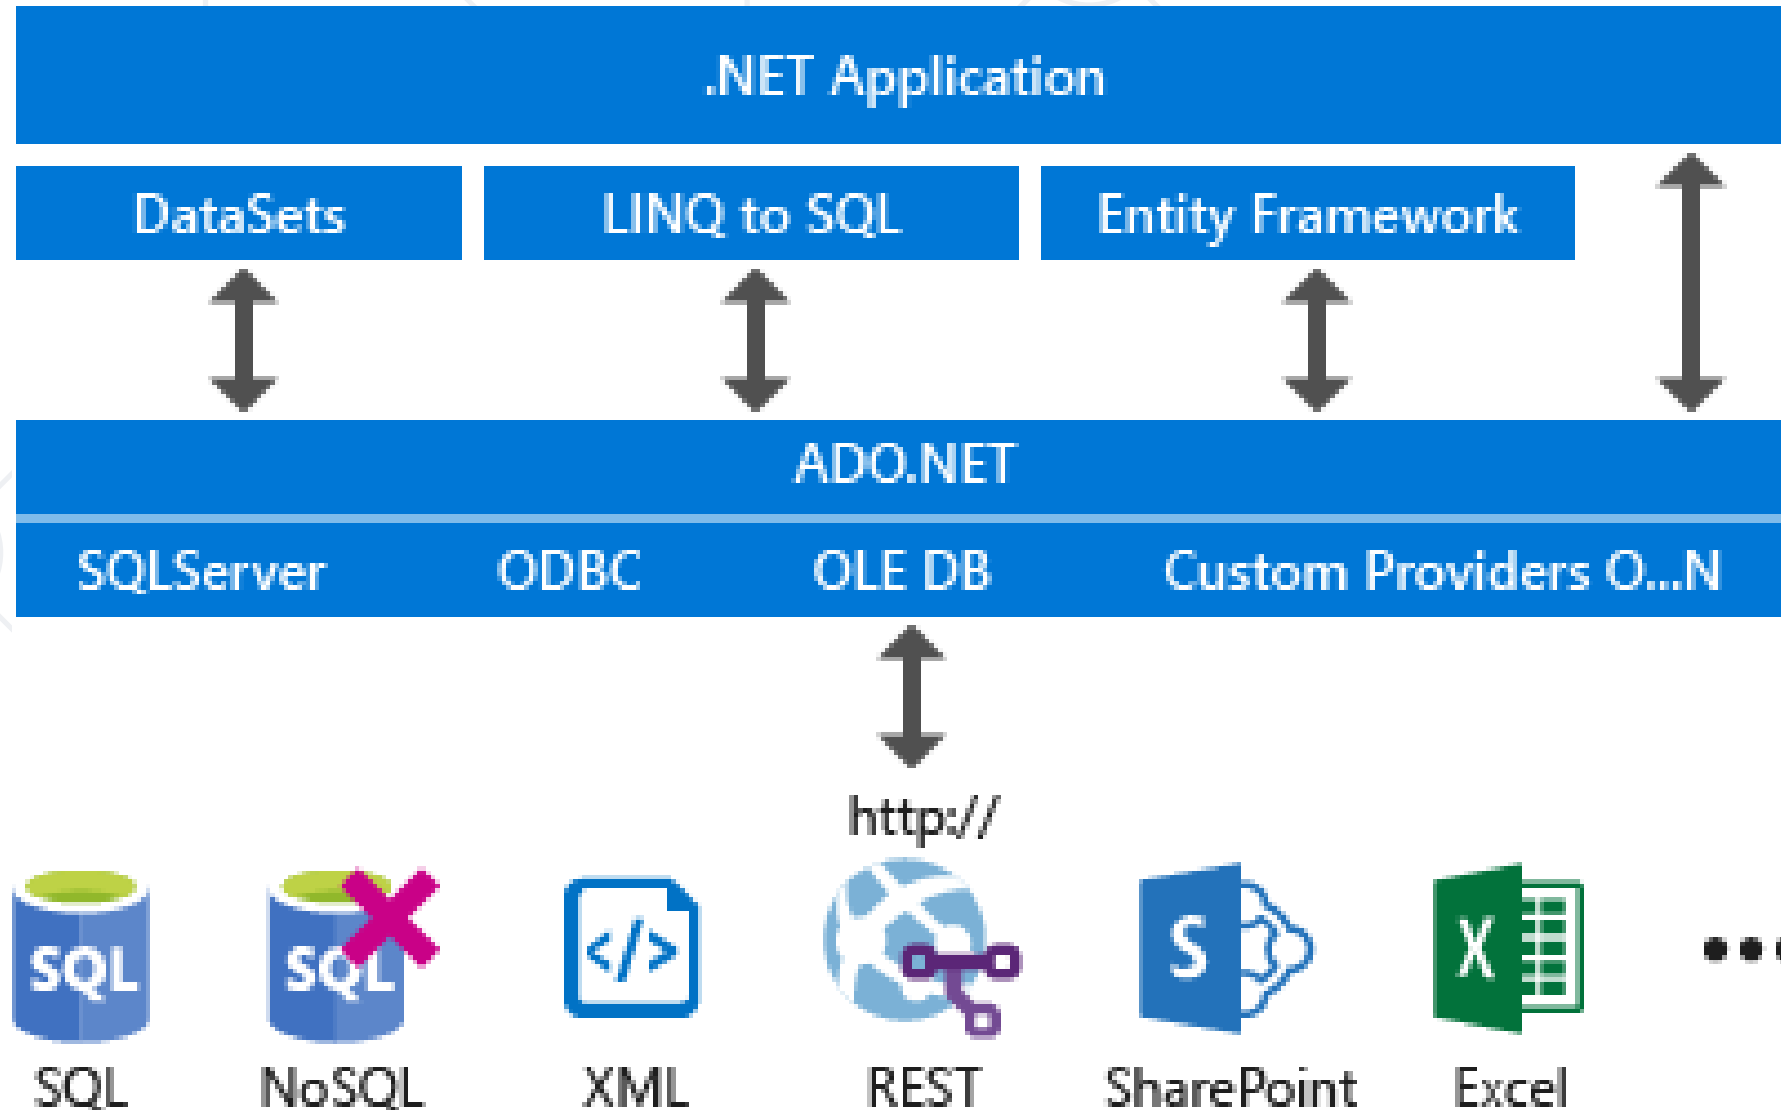 .NET Application
DataSets
LINQ to SQL
Entity Framework
ADO.NET
SQLServer
ODBC
OLE DB
Custom Providers O...N
http://
SQL
SQL
</>
S
X
SQL
NoSQL
XML
REST
SharePoint
Excel